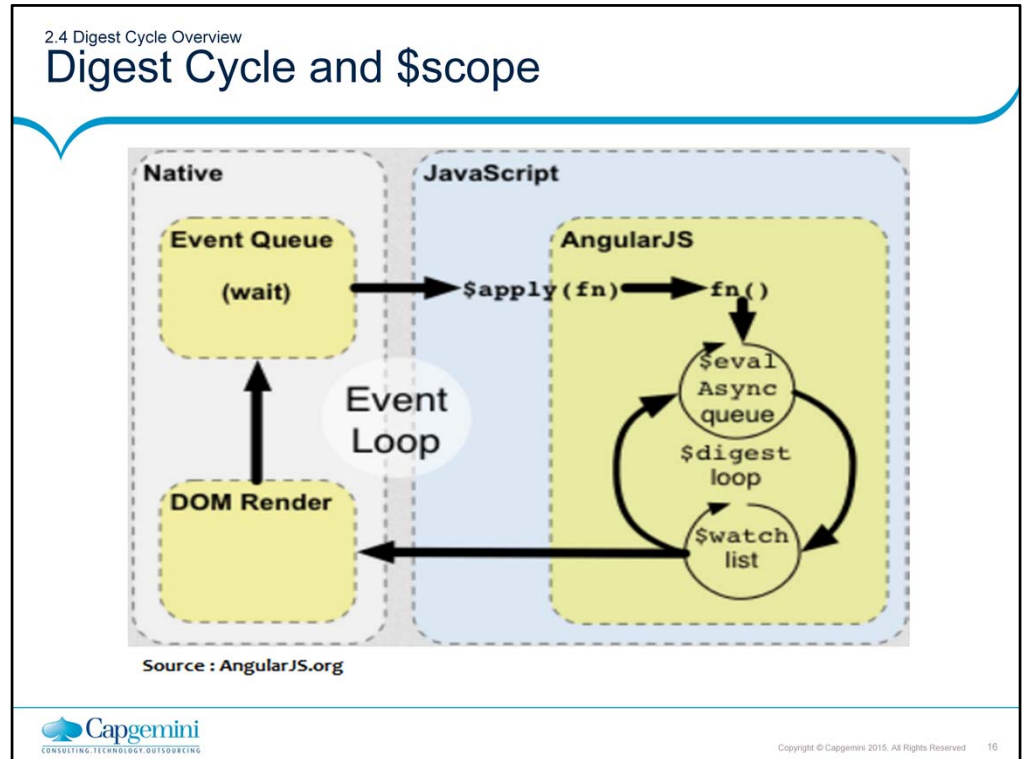 2.4 Digest Cycle Overview
Digest Cycle and $scope
Native
JavaScript
Event Queue
(wait)
AngularJS
$apply(fn)
fn()
$eval
Async
queue
Event
Loop
$digest
loop
DOM Render
$watch
list
Source : AngularJS.org
Capgemini
CONSULTING.TECHNOLOGY.OUTSOURCING
Copyright © Capgemini 2015. All Rights Reserved 16